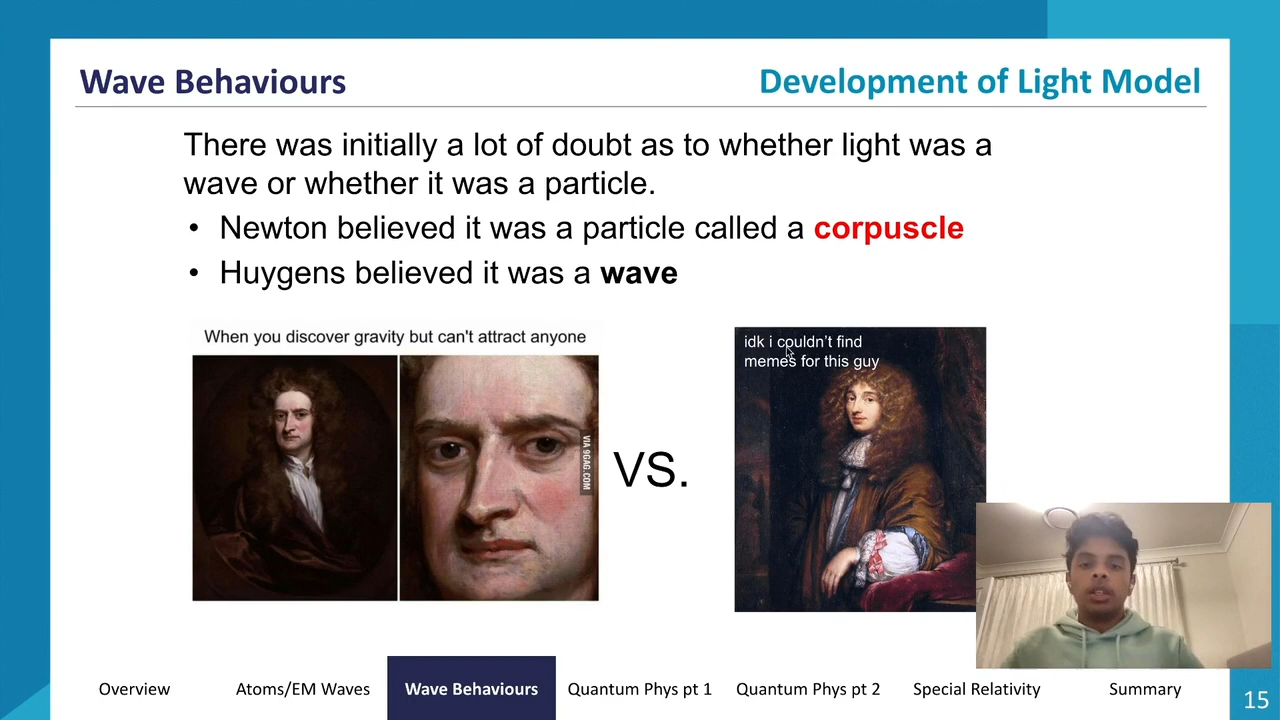 Wave Behaviours
Development of Light Model
There was initially a lot of doubt as to whether light was a
wave or whether it was a particle.
• Newton believed it was a particle called a corpuscle
• Huygens believed it was a wave
When you discover gravity but can't attract anyone
VIA 9GAG.COM
VS.
idk i couldn't find
memes for this guy
Overview
Atoms/EM Waves
Wave Behaviours
Quantum Phys pt 1
Quantum Phys pt 2
Special Relativity
Summary
15